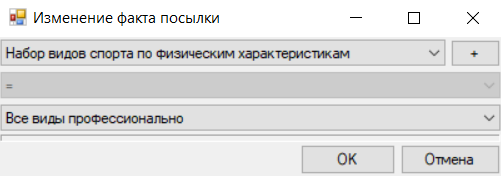 Изменение факта посылки
Набор видов спорта по физическим характеристикам
+
=
Все виды профессионально
OK Отмена